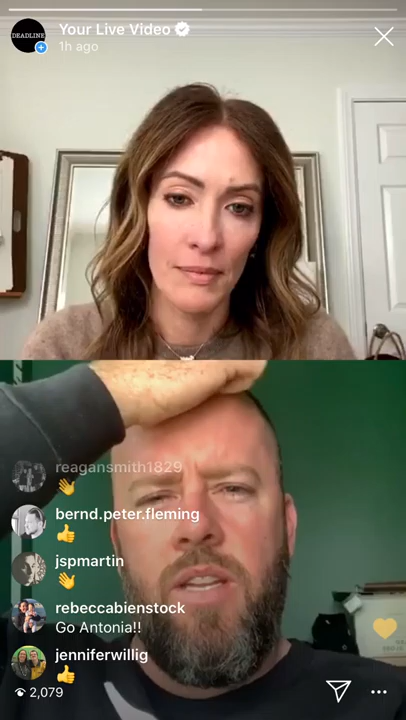 DEADLINE
Your Live Video
1h ago
reagansmith1829
👋
bernd.peter.fleming
👍
jspmartin
👋
rebeccabienstock
Go Antonia!!
jenniferwillig
👍
2,079